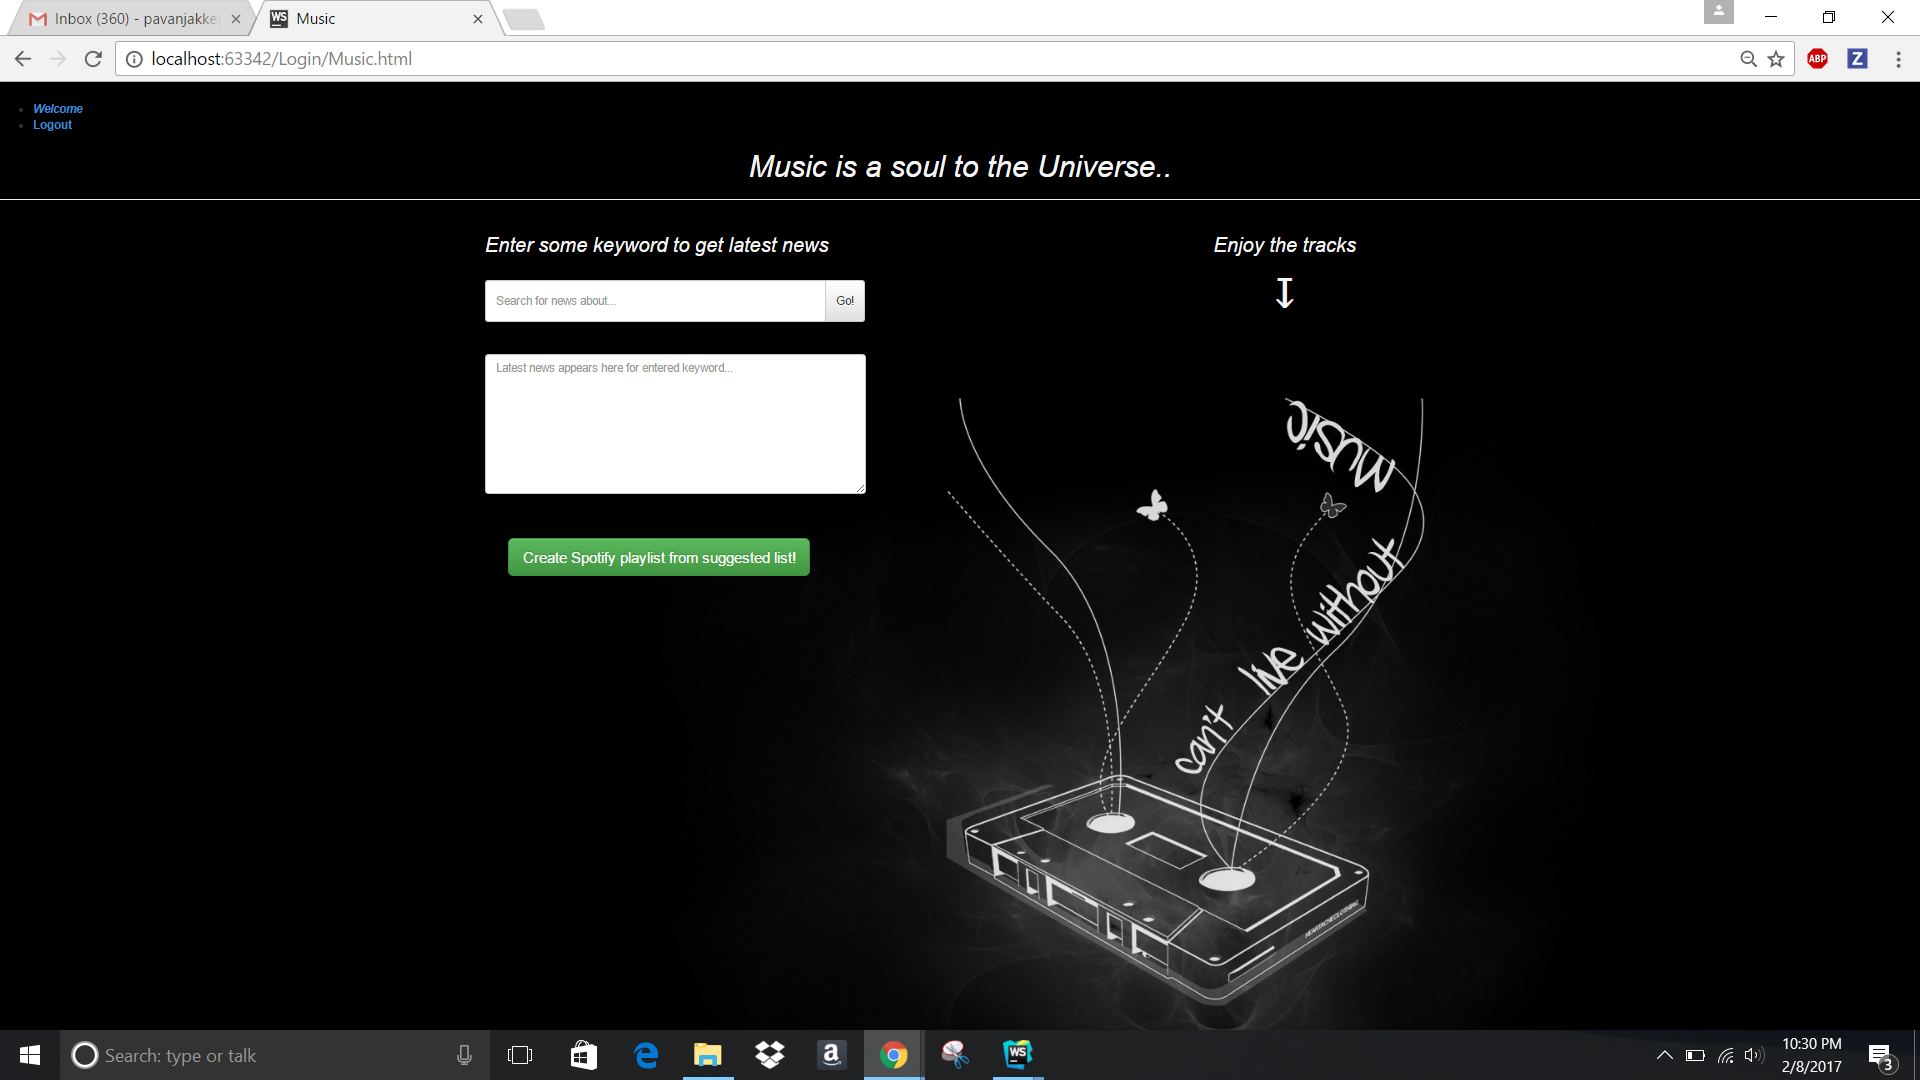 Inbox (360) - pavanjakke
WS Music
localhost:63342/Login/Music.html
ABP
Z
Welcome
Logout
Music is a soul to the Universe..
Enter some keyword to get latest news
Enjoy the tracks
Search for news about...
Go!
Latest news appears here for entered keyword...
Create Spotify playlist from suggested list!
music
without
live
can't
HEARTACHECLOTHING
Search: type or talk
a
WS
10:30 PM
2/8/2017
3